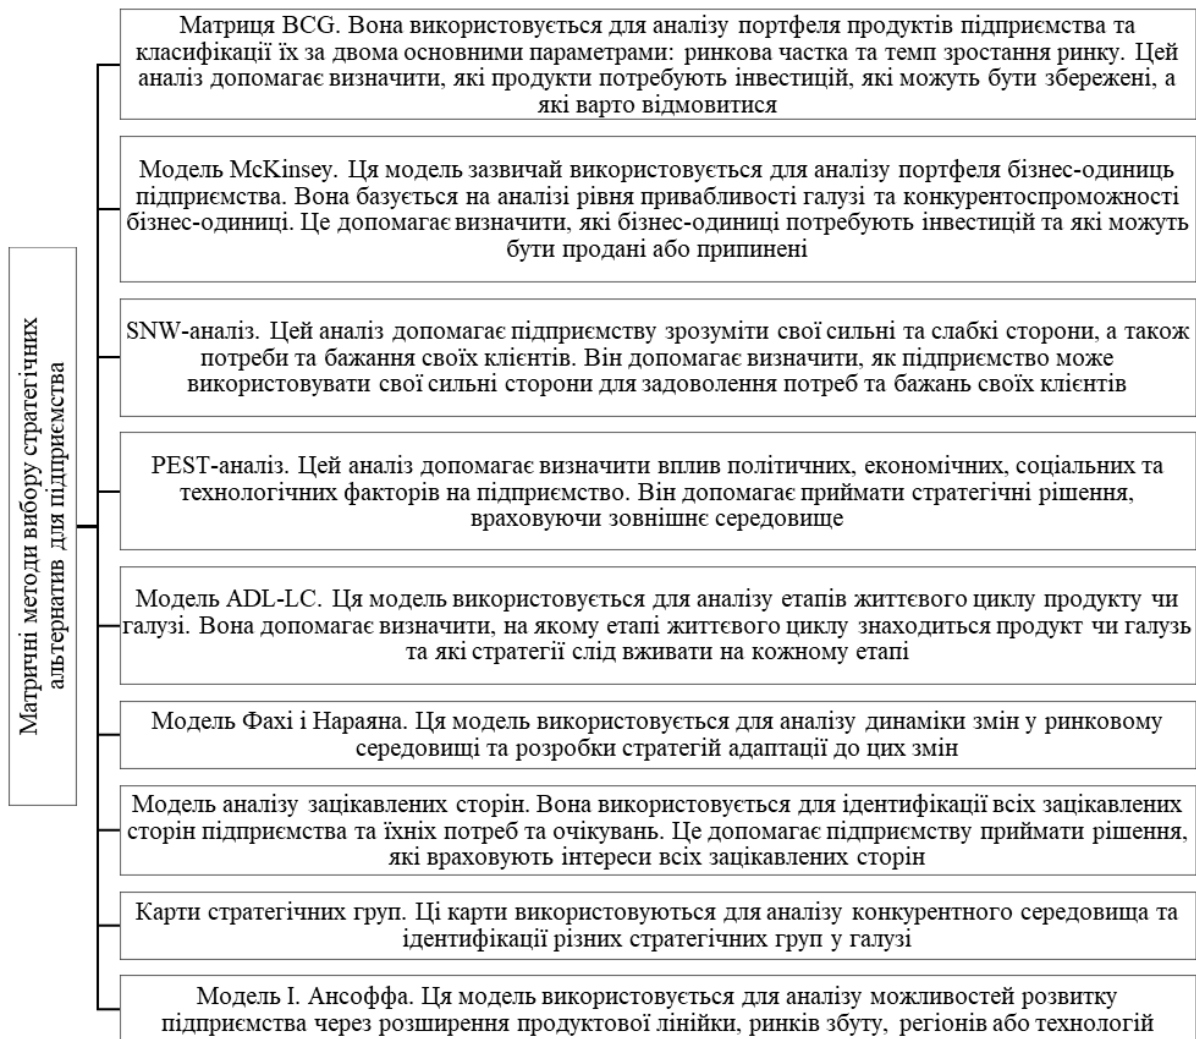 Матриця BCG. Вона використовується для аналізу портфеля продуктів підприємства та
класифікації їх за двома основними параметрами: ринкова частка та темп зростання ринку. Цей
аналіз допомагає визначити, які продукти потребують інвестицій, які можуть бути збережені, а
які варто відмовитися
Модель McKinsey. Ця модель зазвичай використовується для аналізу портфеля бізнес-одиниць
підприємства. Вона базується на аналізі рівня привабливості галузі та конкурентоспроможності
бізнес-одиниці. Це допомагає визначити, які бізнес-одиниці потребують інвестицій та які можуть
бути продані або припинені
Матричні методи вибору стратегічних
альтернатив для підприємства
SNW-аналіз. Цей аналіз допомагає підприємству зрозуміти свої сильні та слабкі сторони, а також
потреби та бажання своїх клієнтів. Він допомагає визначити, як підприємство може
використовувати свої сильні сторони для задоволення потреб та бажань своїх клієнтів
PEST-аналіз. Цей аналіз допомагає визначити вплив політичних, економічних, соціальних та
технологічних факторів на підприємство. Він допомагає приймати стратегічні рішення,
враховуючи зовнішнє середовище
Модель ADL-LC. Ця модель використовується для аналізу етапів життєвого циклу продукту чи
галузі. Вона допомагає визначити, на якому етапі життєвого циклу знаходиться продукт чи галузь
та які стратегії слід вживати на кожному етапі
Модель Фахі і Нараяна. Ця модель використовується для аналізу динаміки змін у ринковому
середовищі та розробки стратегій адаптації до цих змін
Модель аналізу зацікавлених сторін. Вона використовується для ідентифікації всіх зацікавлених
сторін підприємства та їхніх потреб та очікувань. Це допомагає підприємству приймати рішення,
які враховують інтереси всіх зацікавлених сторін
Карти стратегічних груп. Ці карти використовуються для аналізу конкурентного середовища та
ідентифікації різних стратегічних груп у галузі
Модель І. Ансоффа. Ця модель використовується для аналізу можливостей розвитку
підприємства через розширення продуктової лінійки, ринків збуту, регіонів або технологій